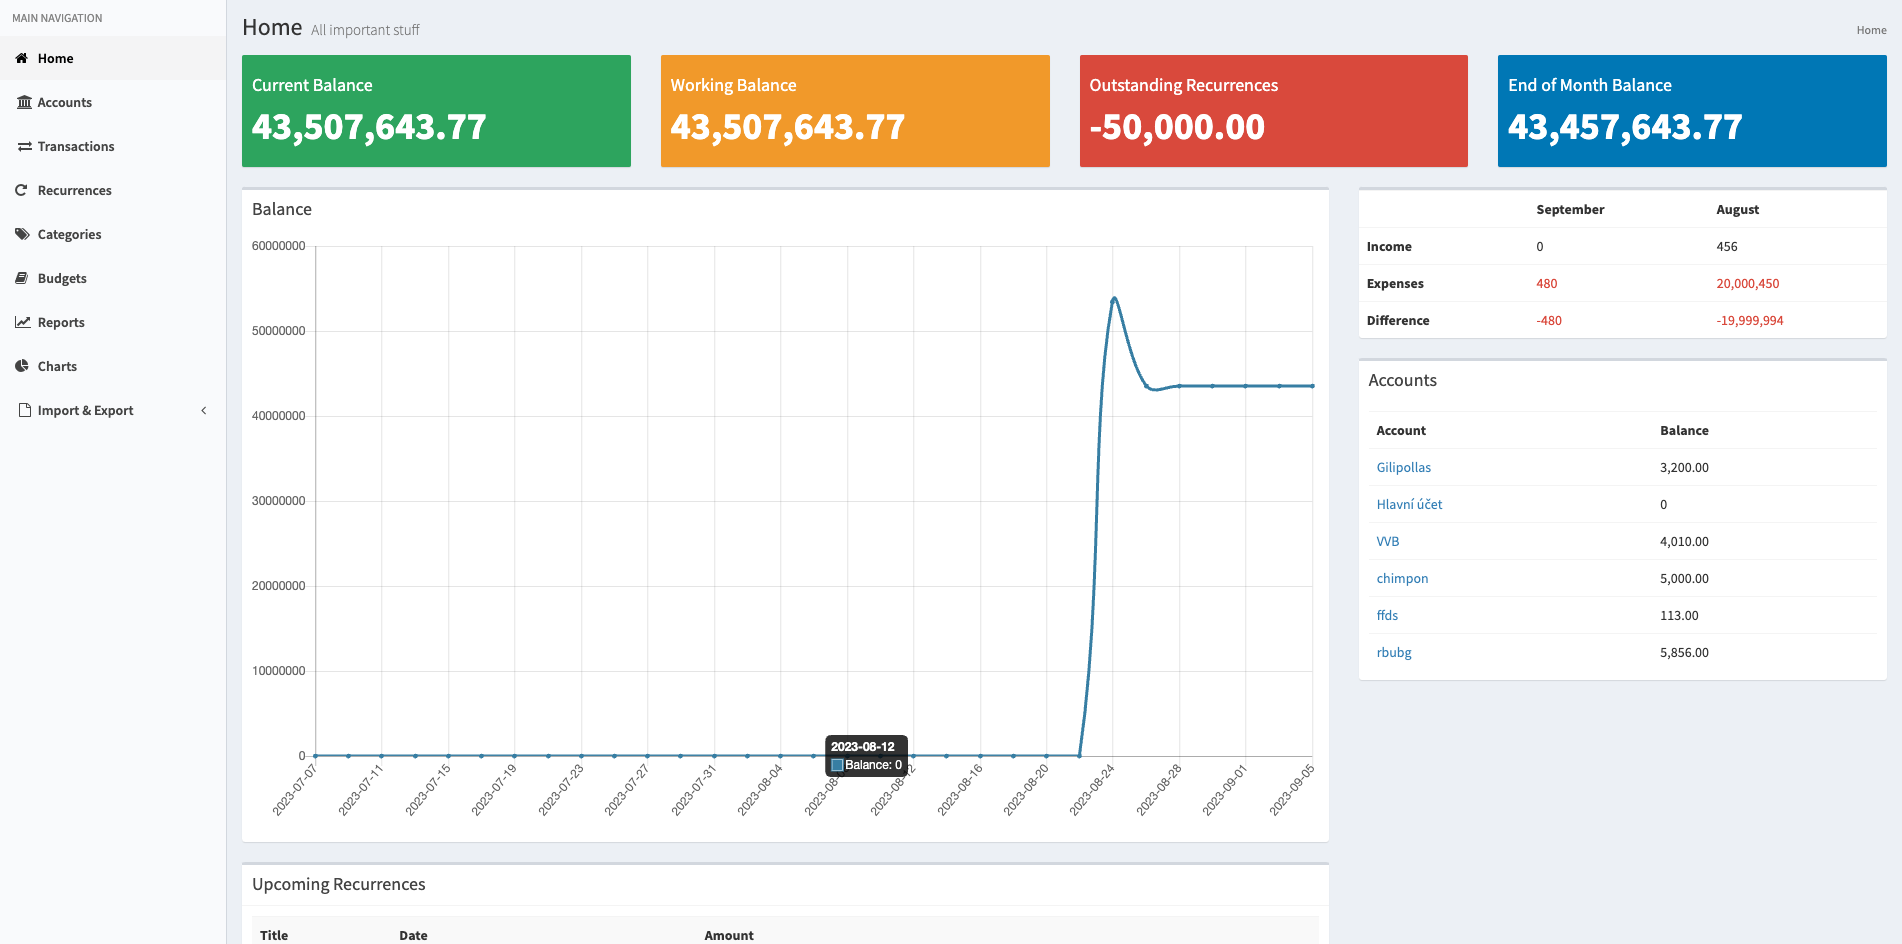 MAIN NAVIGATION
Home
Accounts
Transactions
Recurrences
Categories
Budgets
Reports
Charts
Import & Export
Home All important stuff
Home
Current Balance
43,507,643.77
Working Balance
43,507,643.77
Outstanding Recurrences
-50,000.00
End of Month Balance
43,457,643.77
Balance
60000000
50000000
40000000
30000000
20000000
10000000
0
2023-08-12
Balance: 0
2023-07-07
2023-07-11
2023-07-15
2023-07-19
2023-07-23
2023-07-27
2023-07-31
2023-08-04
2023-08-16
2023-08-20
2023-08-24
2023-08-28
2023-09-01
2023-09-05
September August
Income 0 456
Expenses 480 20,000,450
Difference -480 -19,999,994
Accounts
Account Balance
Gilipollas 3,200.00
Hlavní účet 0
VVB 4,010.00
chimpon 5,000.00
ffds 113.00
rbubg 5,856.00
Upcoming Recurrences
Title Date Amount